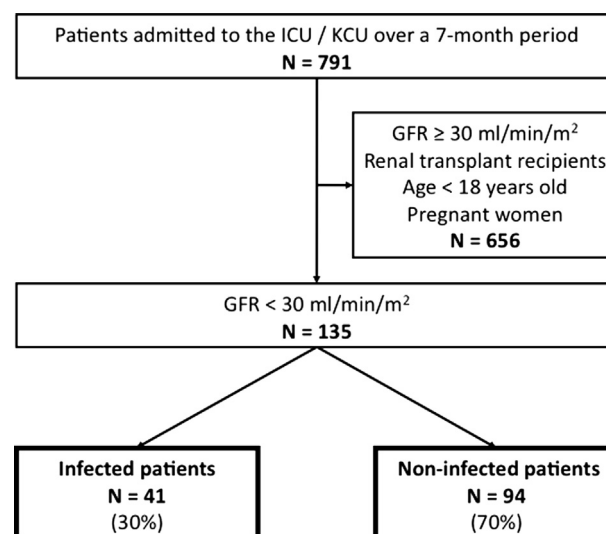 Patients admitted to the ICU / KCU over a 7-month period
N = 791
GFR ≥ 30 ml/min/m²
Renal transplant recipients
Age < 18 years old
Pregnant women
N = 656
GFR < 30 ml/min/m²
N = 135
Infected patients
N = 41
(30%)
Non-infected patients
N = 94
(70%)